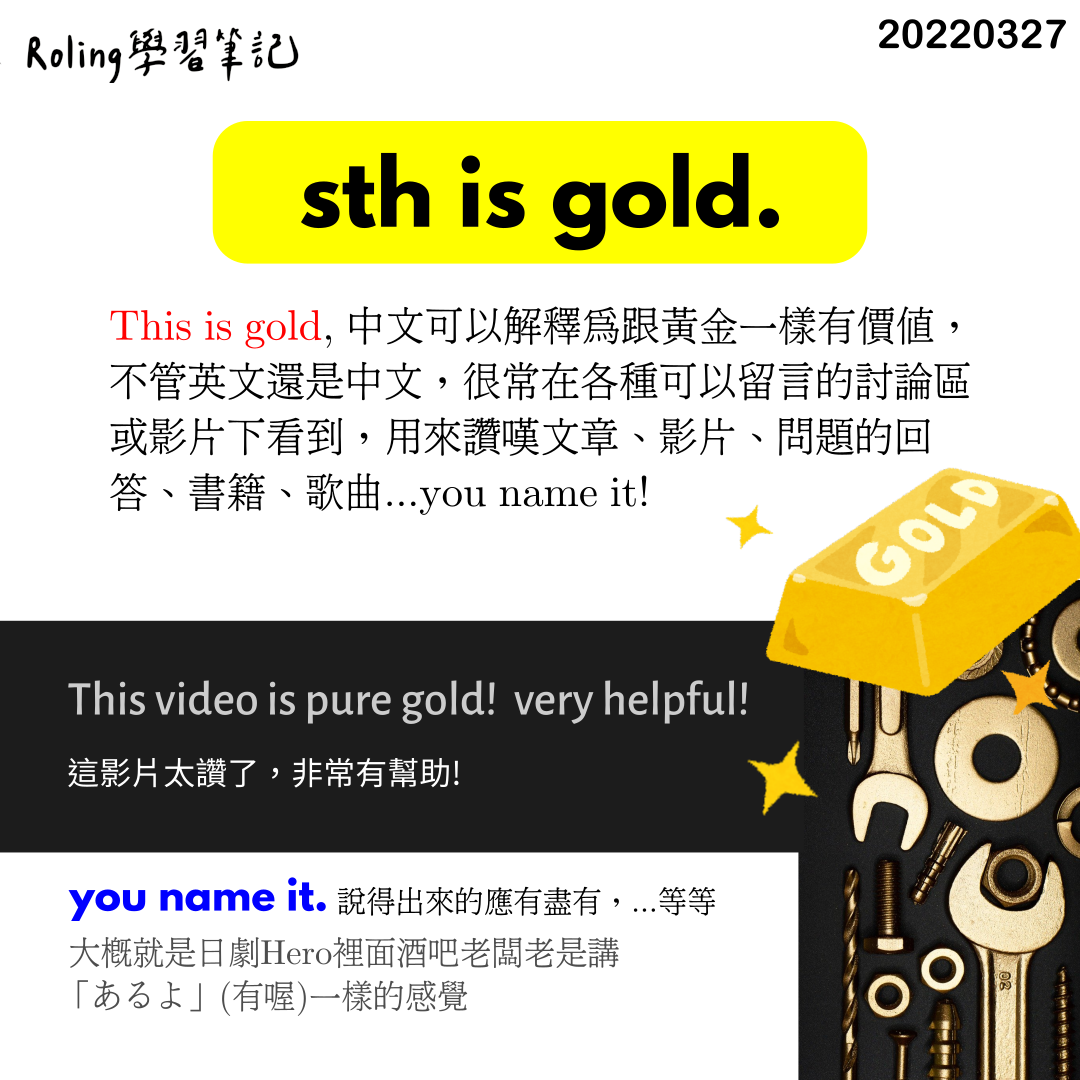 Roling學習筆記
20220327
sth is gold.
This is gold, 中文可以解釋為跟黃金一樣有價值，
不管英文還是中文，很常在各種可以留言的討論區
或影片下看到，用來讚嘆文章、影片、問題的回
答、書籍、歌曲...you name it!
GOLD
This video is pure gold! very helpful!
這影片太讚了，非常有幫助!
you name it. 說得出來的應有盡有，...等等
大概就是日劇Hero裡面酒吧老闆老是講
「あるよ」(有喔)一樣的感覺
20